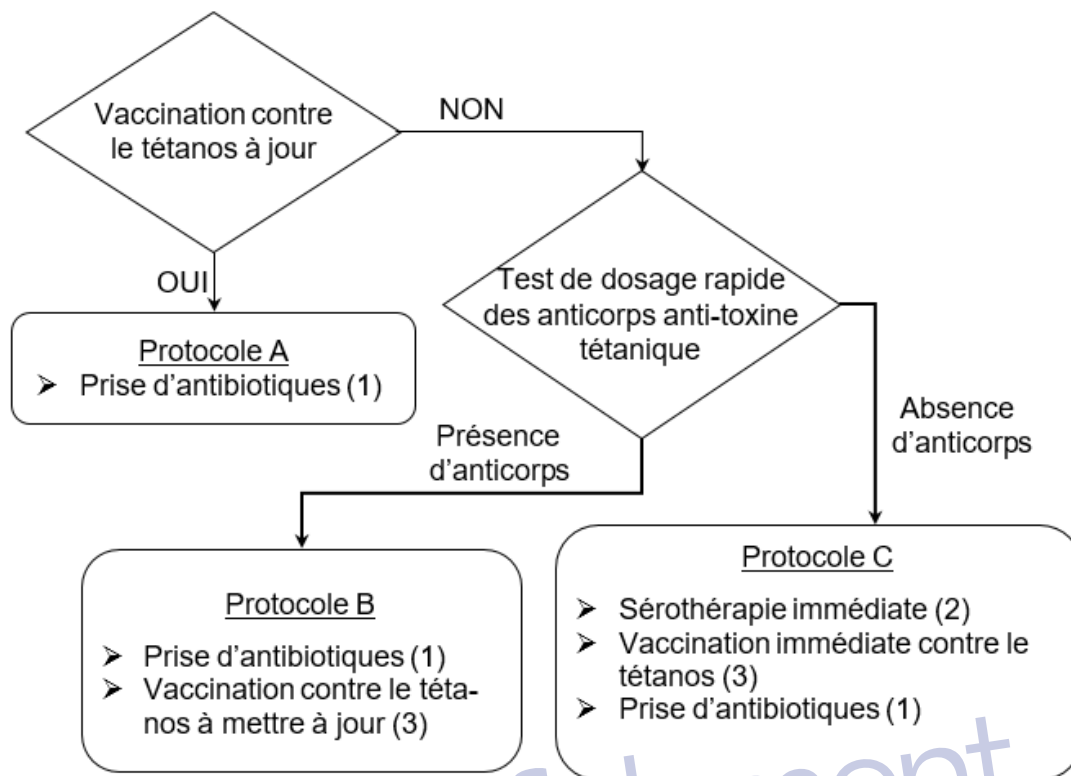 Vaccination contre
le tétanos à jour
NON
OUI
Test de dosage rapide
des anticorps anti-toxine
tétanique
Protocole A
➢ Prise d’antibiotiques (1)
Présence
d’anticorps
Absence
d’anticorps
Protocole B
➢ Prise d’antibiotiques (1)
➢ Vaccination contre le téta-
nos à mettre à jour (3)
Protocole C
➢ Sérothérapie immédiate (2)
➢ Vaccination immédiate contre le
tétanos (3)
➢ Prise d’antibiotiques (1)